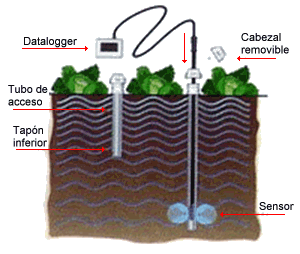 Datalogger
Cabezal
removible
Tubo de
acceso
Tapón
inferior
Sensor